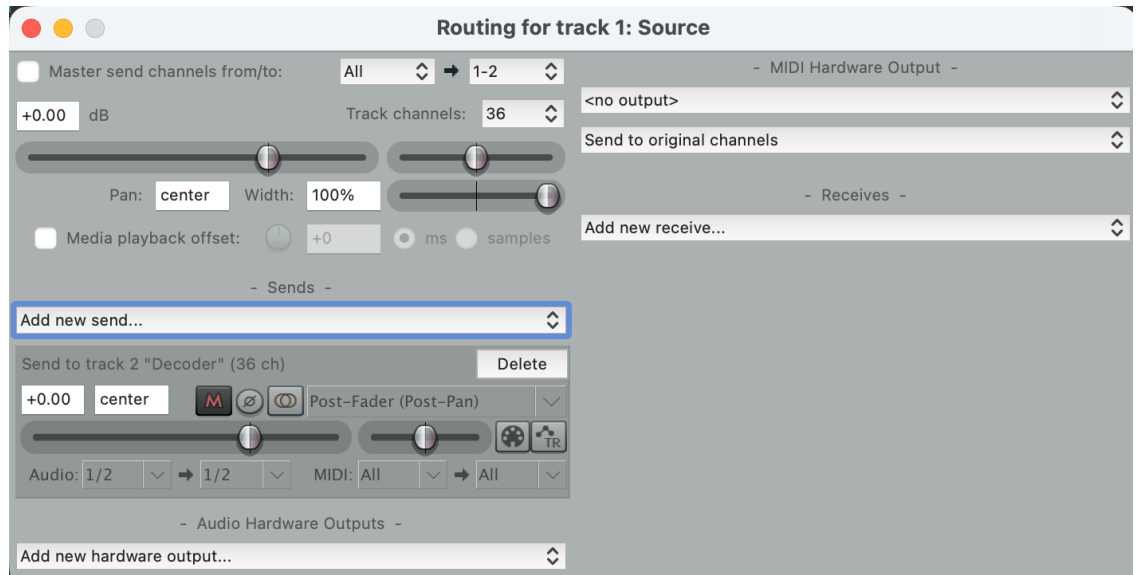 Routing for track 1: Source
Master send channels from/to: All ➡ 1-2
+0.00 dB Track channels: 36
Pan: center Width: 100%
Media playback offset: +0 ms samples
- Sends -
Add new send...
Send to track 2 "Decoder" (36 ch) Delete
+0.00 center M Post-Fader (Post-Pan)
TR
Audio: 1/2 ➡ 1/2 MIDI: All ➡ All
- Audio Hardware Outputs -
Add new hardware output...
- MIDI Hardware Output -
<no output>
Send to original channels
- Receives -
Add new receive...